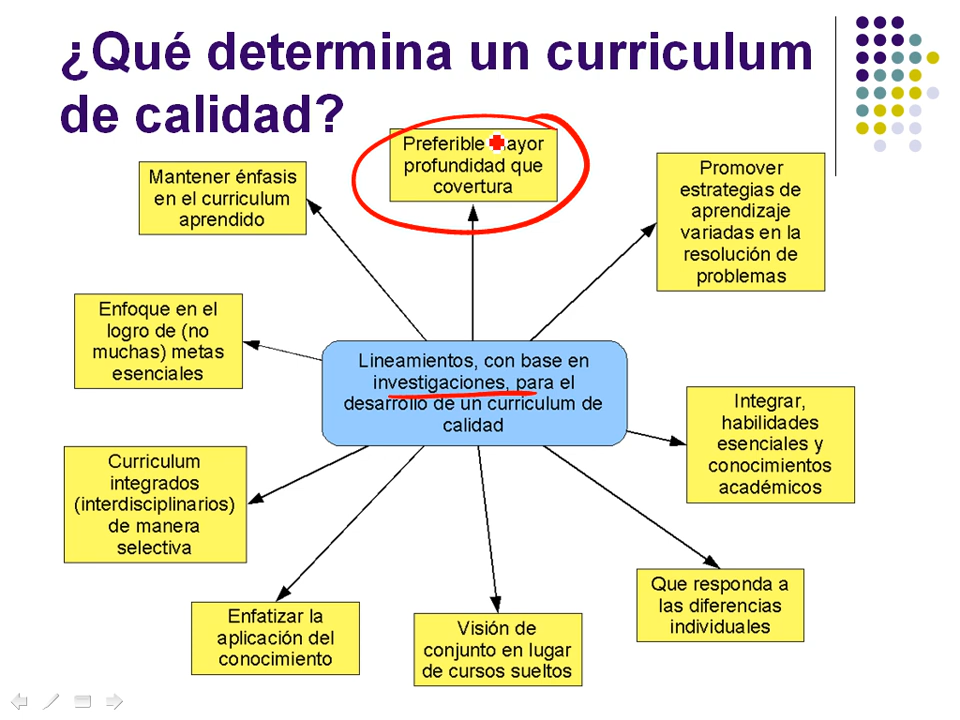 ¿Qué determina un curriculum
de calidad?
Preferible mayor
profundidad que
covertura
Mantener énfasis
en el curriculum
aprendido
Promover
estrategias de
aprendizaje
variadas en la
resolución de
problemas
Enfoque en el
logro de (no
muchas) metas
esenciales
Lineamientos, con base en
investigaciones, para el
desarrollo de un curriculum de
calidad
Integrar,
habilidades
esenciales y
conocimientos
académicos
Curriculum
integrados
(interdisciplinarios)
de manera
selectiva
Que responda a
las diferencias
individuales
Enfatizar la
aplicación del
conocimiento
Visión de
conjunto en lugar
de cursos sueltos